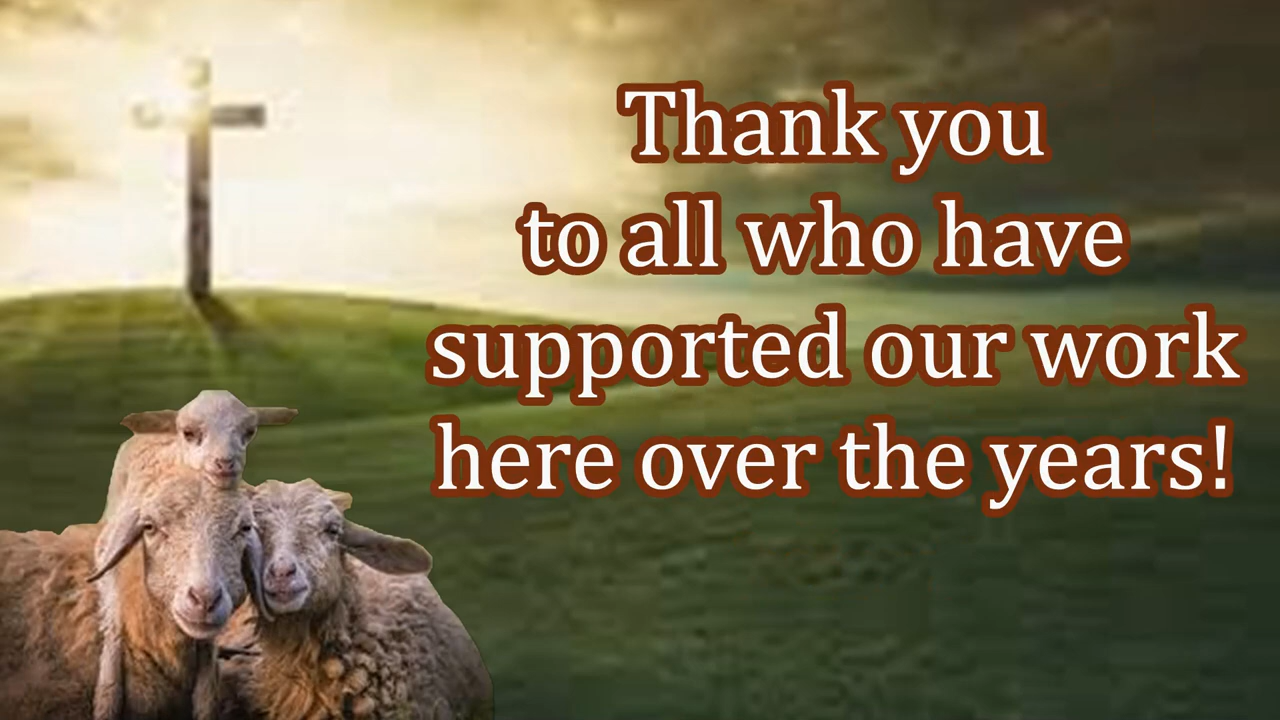 Thank you
to all who have
supported our work
here over the years!